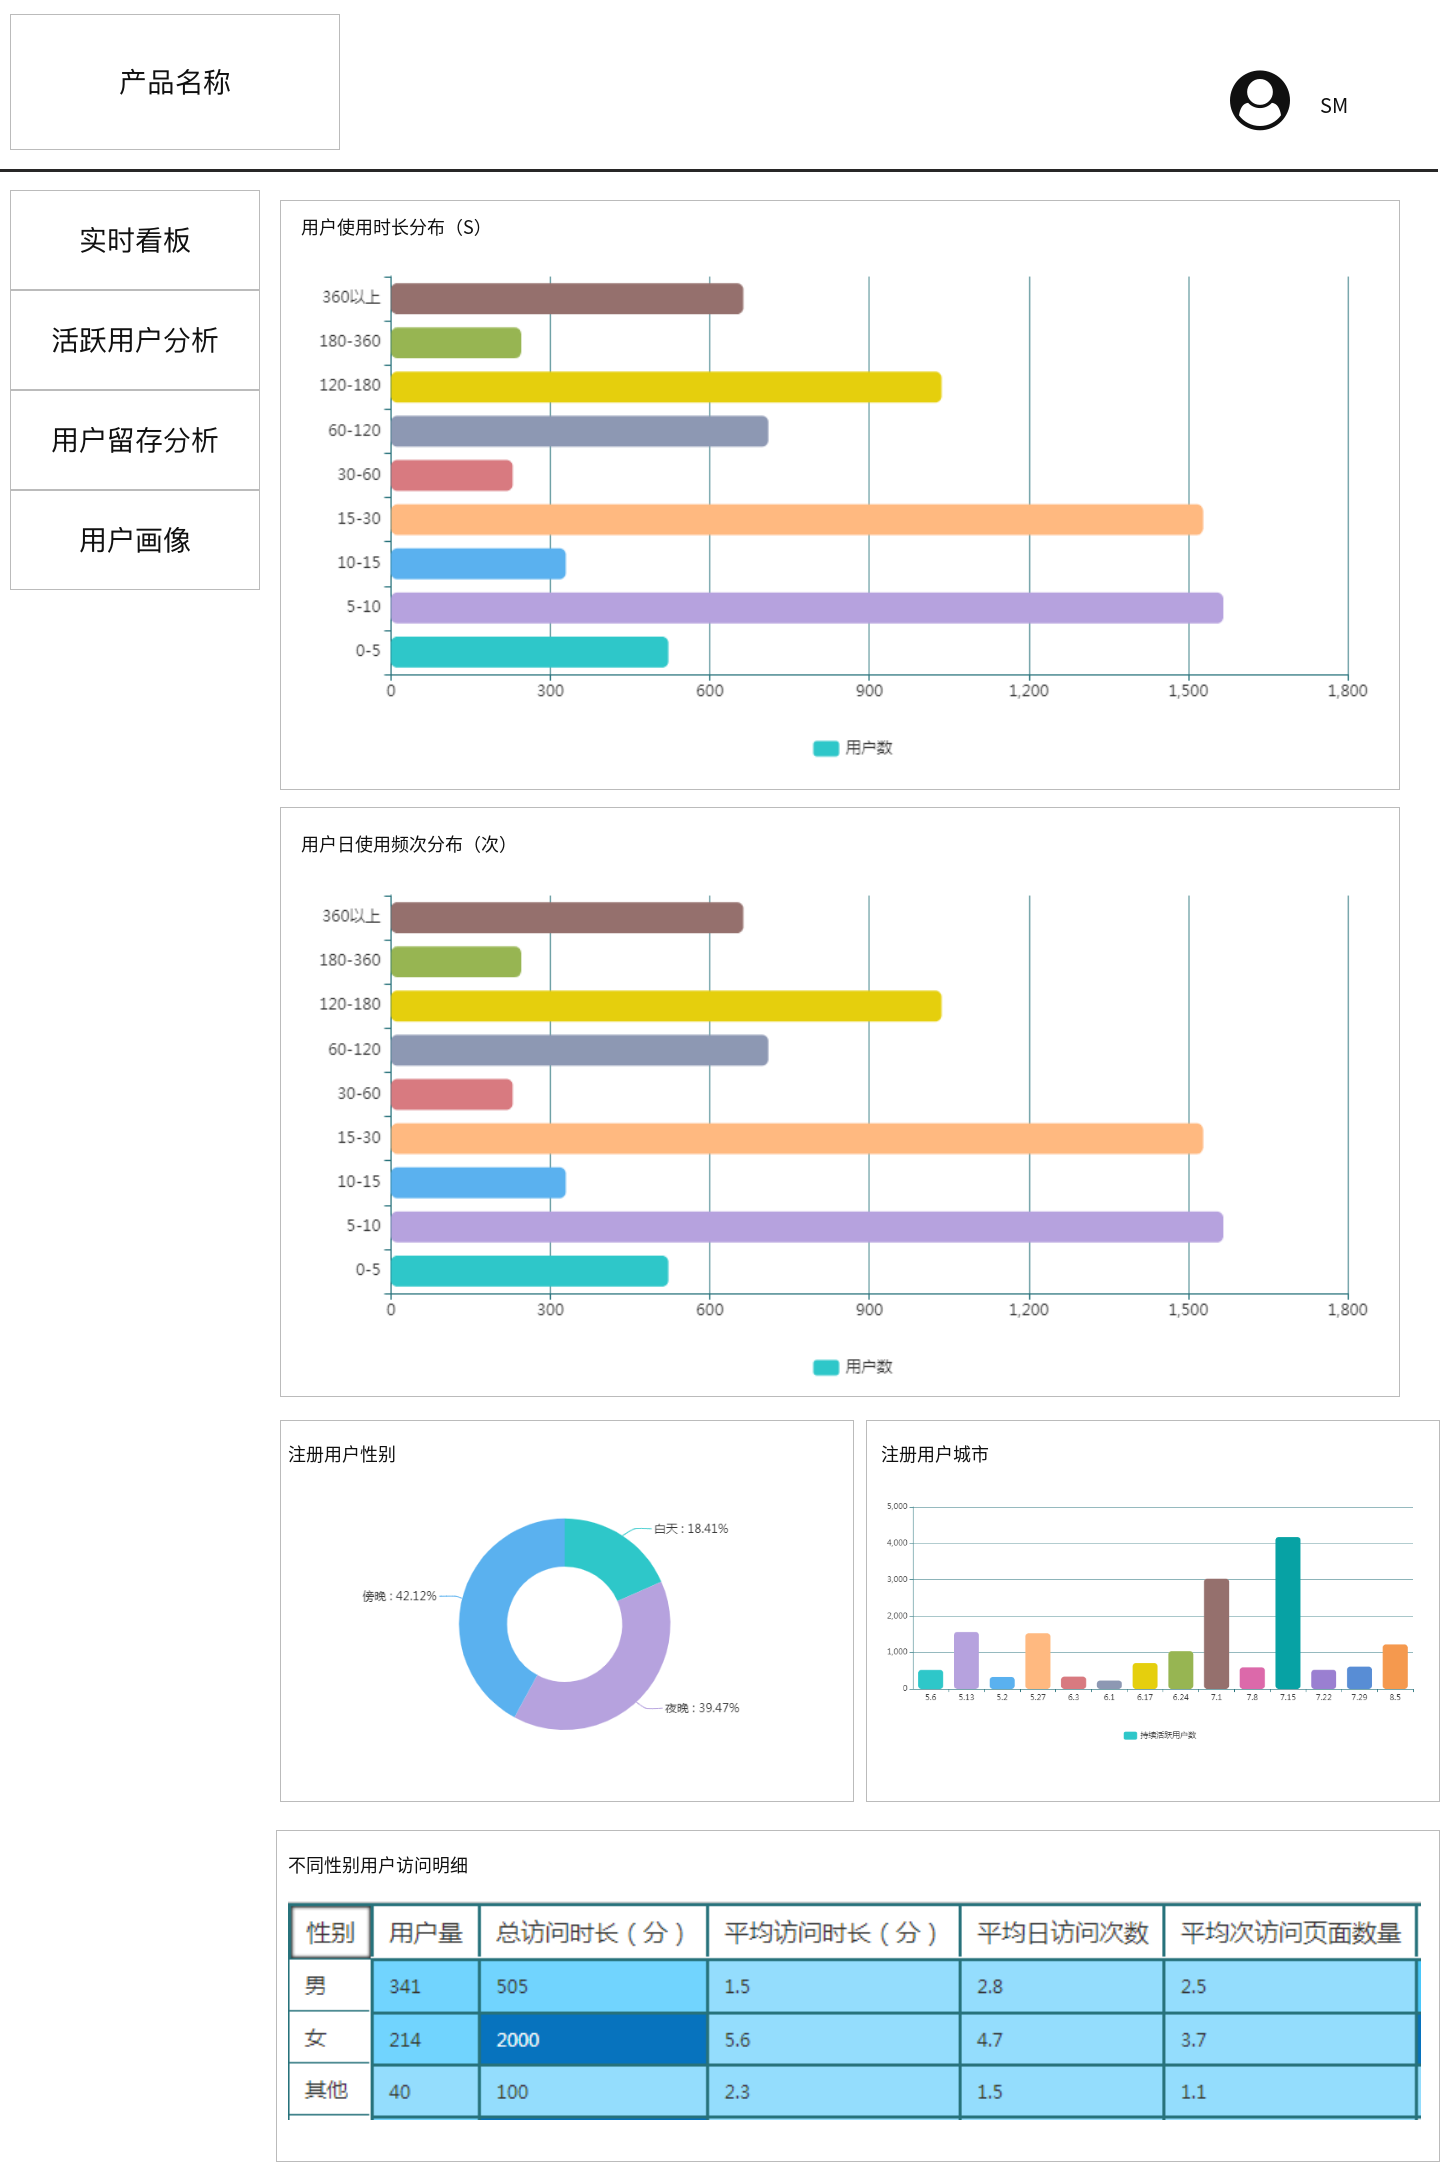 产品名称
SM
实时看板
活跃用户分析
用户留存分析
用户画像
用户使用时长分布（S）
360以上
180-360
120-180
60-120
30-60
15-30
10-15
5-10
0-5
0 300 600 900 1,200 1,500 1,800
用户数
用户日使用频次分布（次）
360以上
180-360
120-180
60-120
30-60
15-30
10-15
5-10
0-5
0 300 600 900 1,200 1,500 1,800
用户数
注册用户性别
白天 : 18.41%
傍晚 : 42.12%
夜晚 : 39.47%
注册用户城市
5,000
4,000
3,000
2,000
1,000
0
5.6 5.13 5.2 5.27 6.3 6.1 6.17 6.24 7.1 7.8 7.15 7.22 7.29 8.5
持续活跃用户数
不同性别用户访问明细
性别 用户量 总访问时长（分） 平均访问时长（分） 平均日访问次数 平均次访问页面数量
男 341 505 1.5 2.8 2.5
女 214 2000 5.6 4.7 3.7
其他 40 100 2.3 1.5 1.1